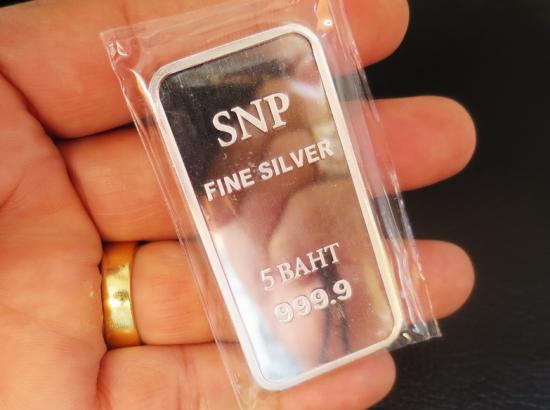 SNP
FINE SILVER
5 BAHT
999.9